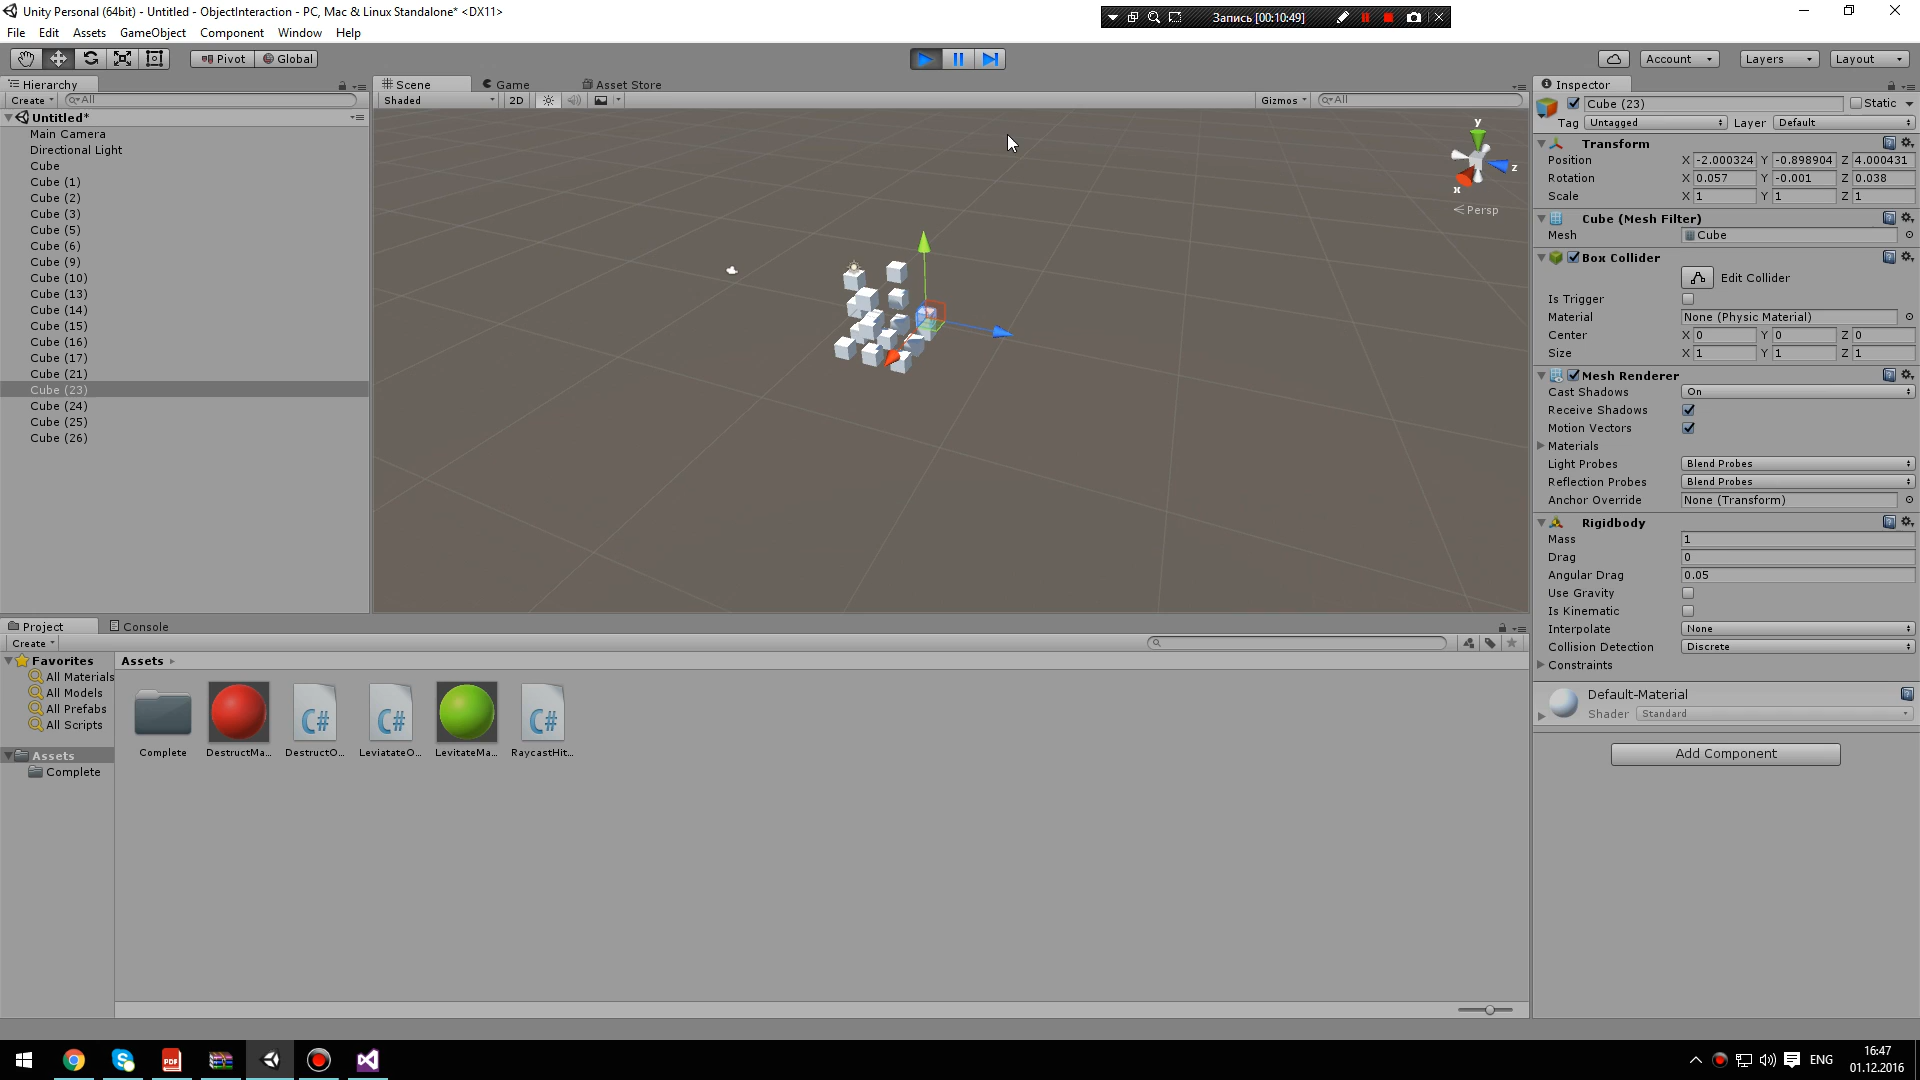 Unity Personal (64bit) - Untitled - ObjectInteraction - PC, Mac & Linux Standalone* <DX11>
Запись [00:10:49]
File Edit Assets GameObject Component Window Help
Pivot Global
Account Layers Layout
Hierarchy
Create All
Untitled*
Main Camera
Directional Light
Cube
Cube (1)
Cube (2)
Cube (3)
Cube (5)
Cube (6)
Cube (9)
Cube (10)
Cube (13)
Cube (14)
Cube (15)
Cube (16)
Cube (17)
Cube (21)
Cube (23)
Cube (24)
Cube (25)
Cube (26)
Scene Game Asset Store
Shaded 2D Gizmos All
y
z
x
Persp
Inspector
Cube (23) Static
Tag Untagged Layer Default
Transform
Position X -2.000324 Y -0.898904 Z 4.000431
Rotation X 0.057 Y -0.001 Z 0.038
Scale X 1 Y 1 Z 1
Cube (Mesh Filter)
Mesh Cube
Box Collider
Edit Collider
Is Trigger
Material None (Physic Material)
Center X 0 Y 0 Z 0
Size X 1 Y 1 Z 1
Mesh Renderer
Cast Shadows On
Receive Shadows
Motion Vectors
Materials
Light Probes Blend Probes
Reflection Probes Blend Probes
Anchor Override None (Transform)
Rigidbody
Mass 1
Drag 0
Angular Drag 0.05
Use Gravity
Is Kinematic
Interpolate None
Collision Detection Discrete
Constraints
Default-Material
Shader Standard
Add Component
Project Console
Create
Favorites
All Materials
All Models
All Prefabs
All Scripts
Assets
Complete
Assets
Complete DestructMa... DestructO... LeviatateO... LevitateMa... RaycastHit...
C# C# C#
PDF
ENG
16:47
01.12.2016